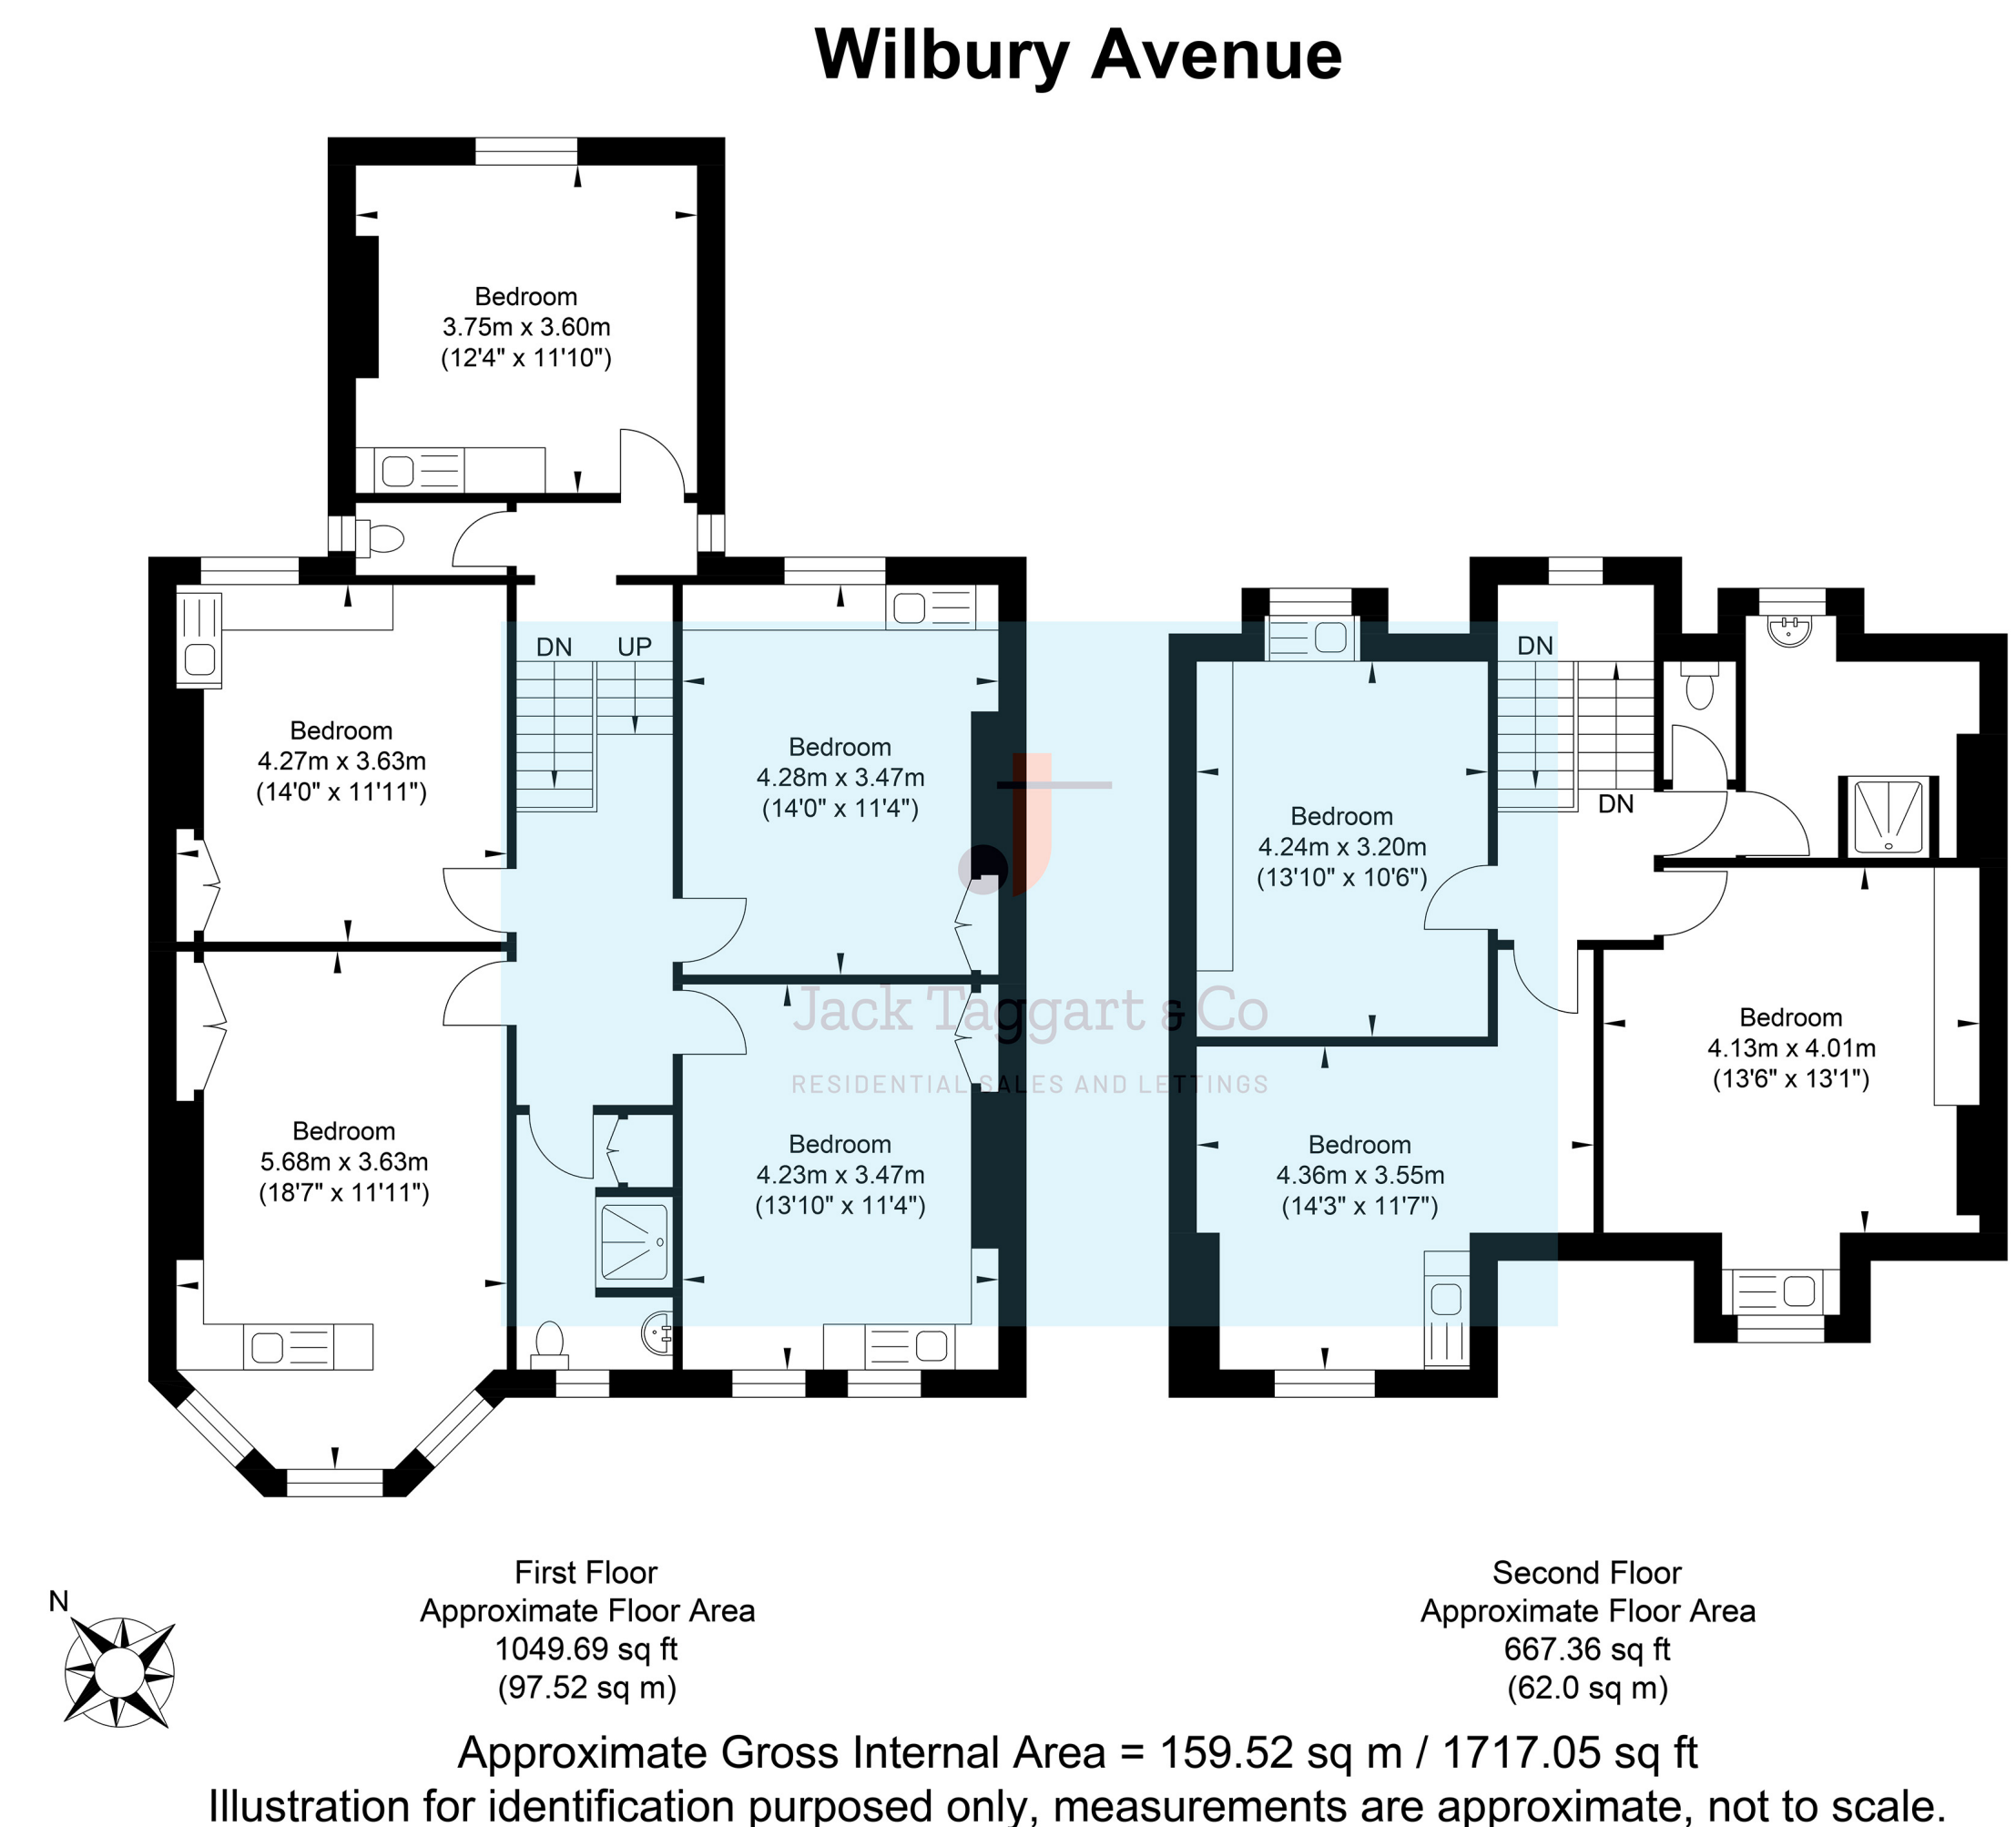 Wilbury Avenue
Bedroom
3.75m x 3.60m
(12'4" x 11'10")
DN
UP
Bedroom
4.27m x 3.63m
(14'0" x 11'11")
Bedroom
4.28m x 3.47m
(14'0" x 11'4")
Bedroom
5.68m x 3.63m
(18'7" x 11'11")
Bedroom
4.23m x 3.47m
(13'10" x 11'4")
DN
DN
Bedroom
4.24m x 3.20m
(13'10" x 10'6")
Bedroom
4.13m x 4.01m
(13'6" x 13'1")
Bedroom
4.36m x 3.55m
(14'3" x 11'7")
Jack Taggart & Co
RESIDENTIAL SALES AND LETTINGS
N
First Floor
Approximate Floor Area
1049.69 sq ft
(97.52 sq m)
Second Floor
Approximate Floor Area
667.36 sq ft
(62.0 sq m)
Approximate Gross Internal Area = 159.52 sq m / 1717.05 sq ft
Illustration for identification purposed only, measurements are approximate, not to scale.